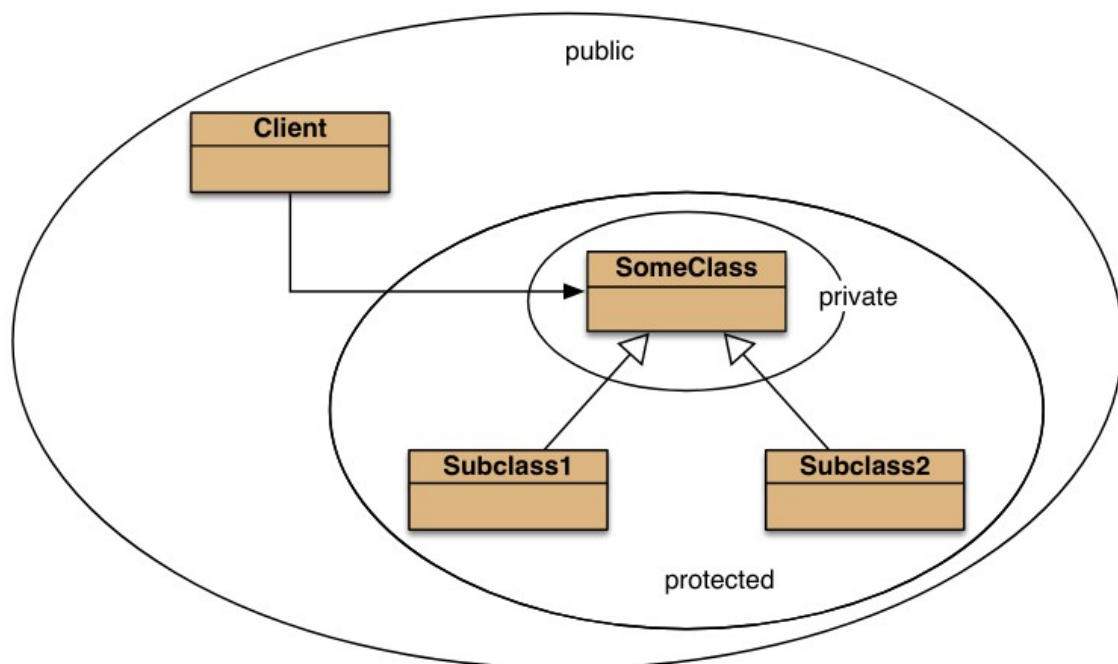 public
Client
SomeClass
private
Subclass1
Subclass2
protected